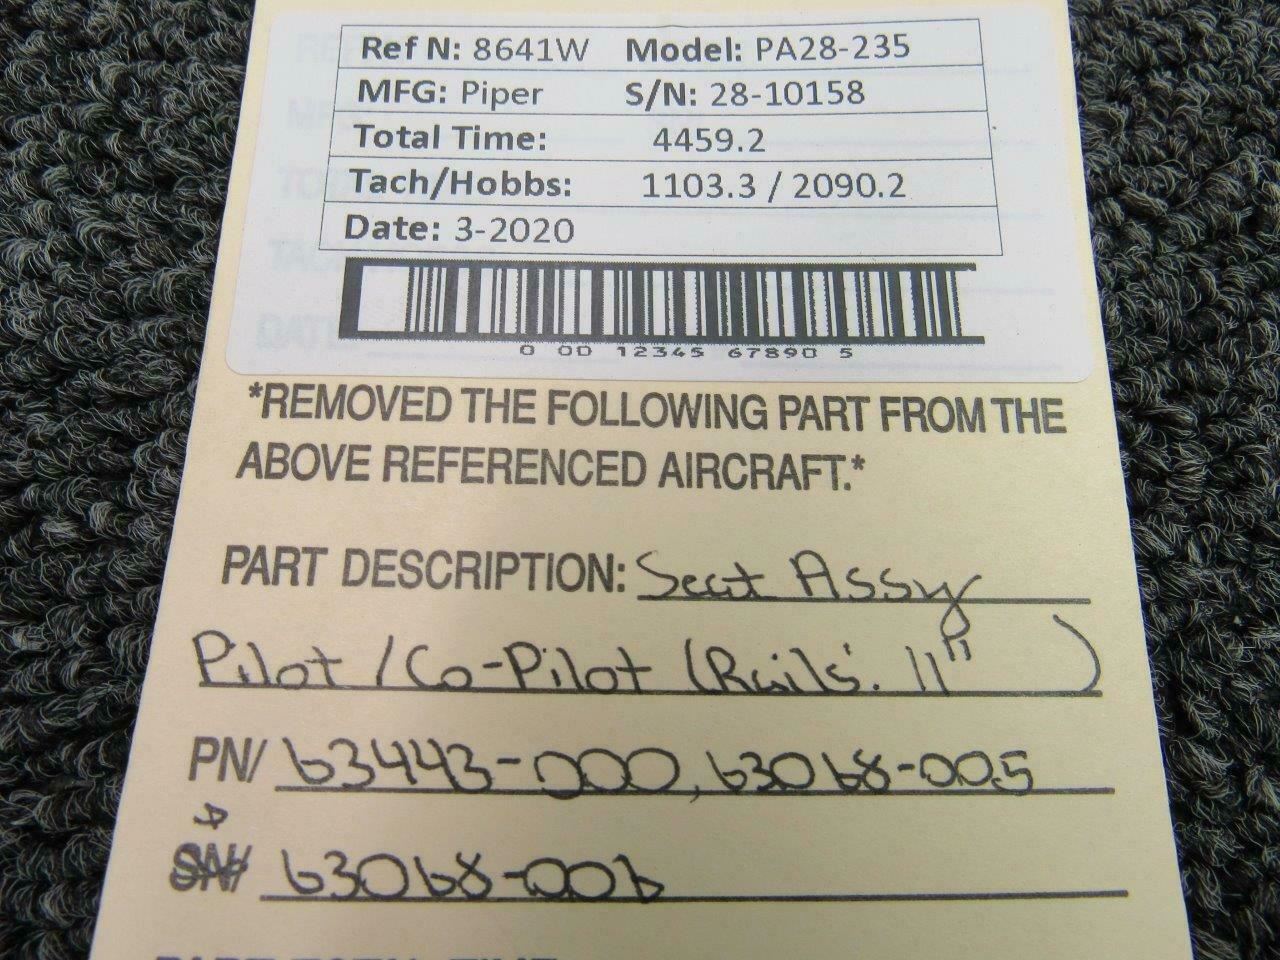 Ref N: 8641W Model: PA28-235
MFG: Piper S/N: 28-10158
Total Time: 4459.2
Tach/Hobbs: 1103.3 / 2090.2
Date: 3-2020
0 00 12345 67890 5
*REMOVED THE FOLLOWING PART FROM THE
ABOVE REFERENCED AIRCRAFT.*
PART DESCRIPTION: Seat Assy
Pilot / Co-Pilot (Rails: 11")
PN/ 63443-000, 63068-005
SN/ 63068-006